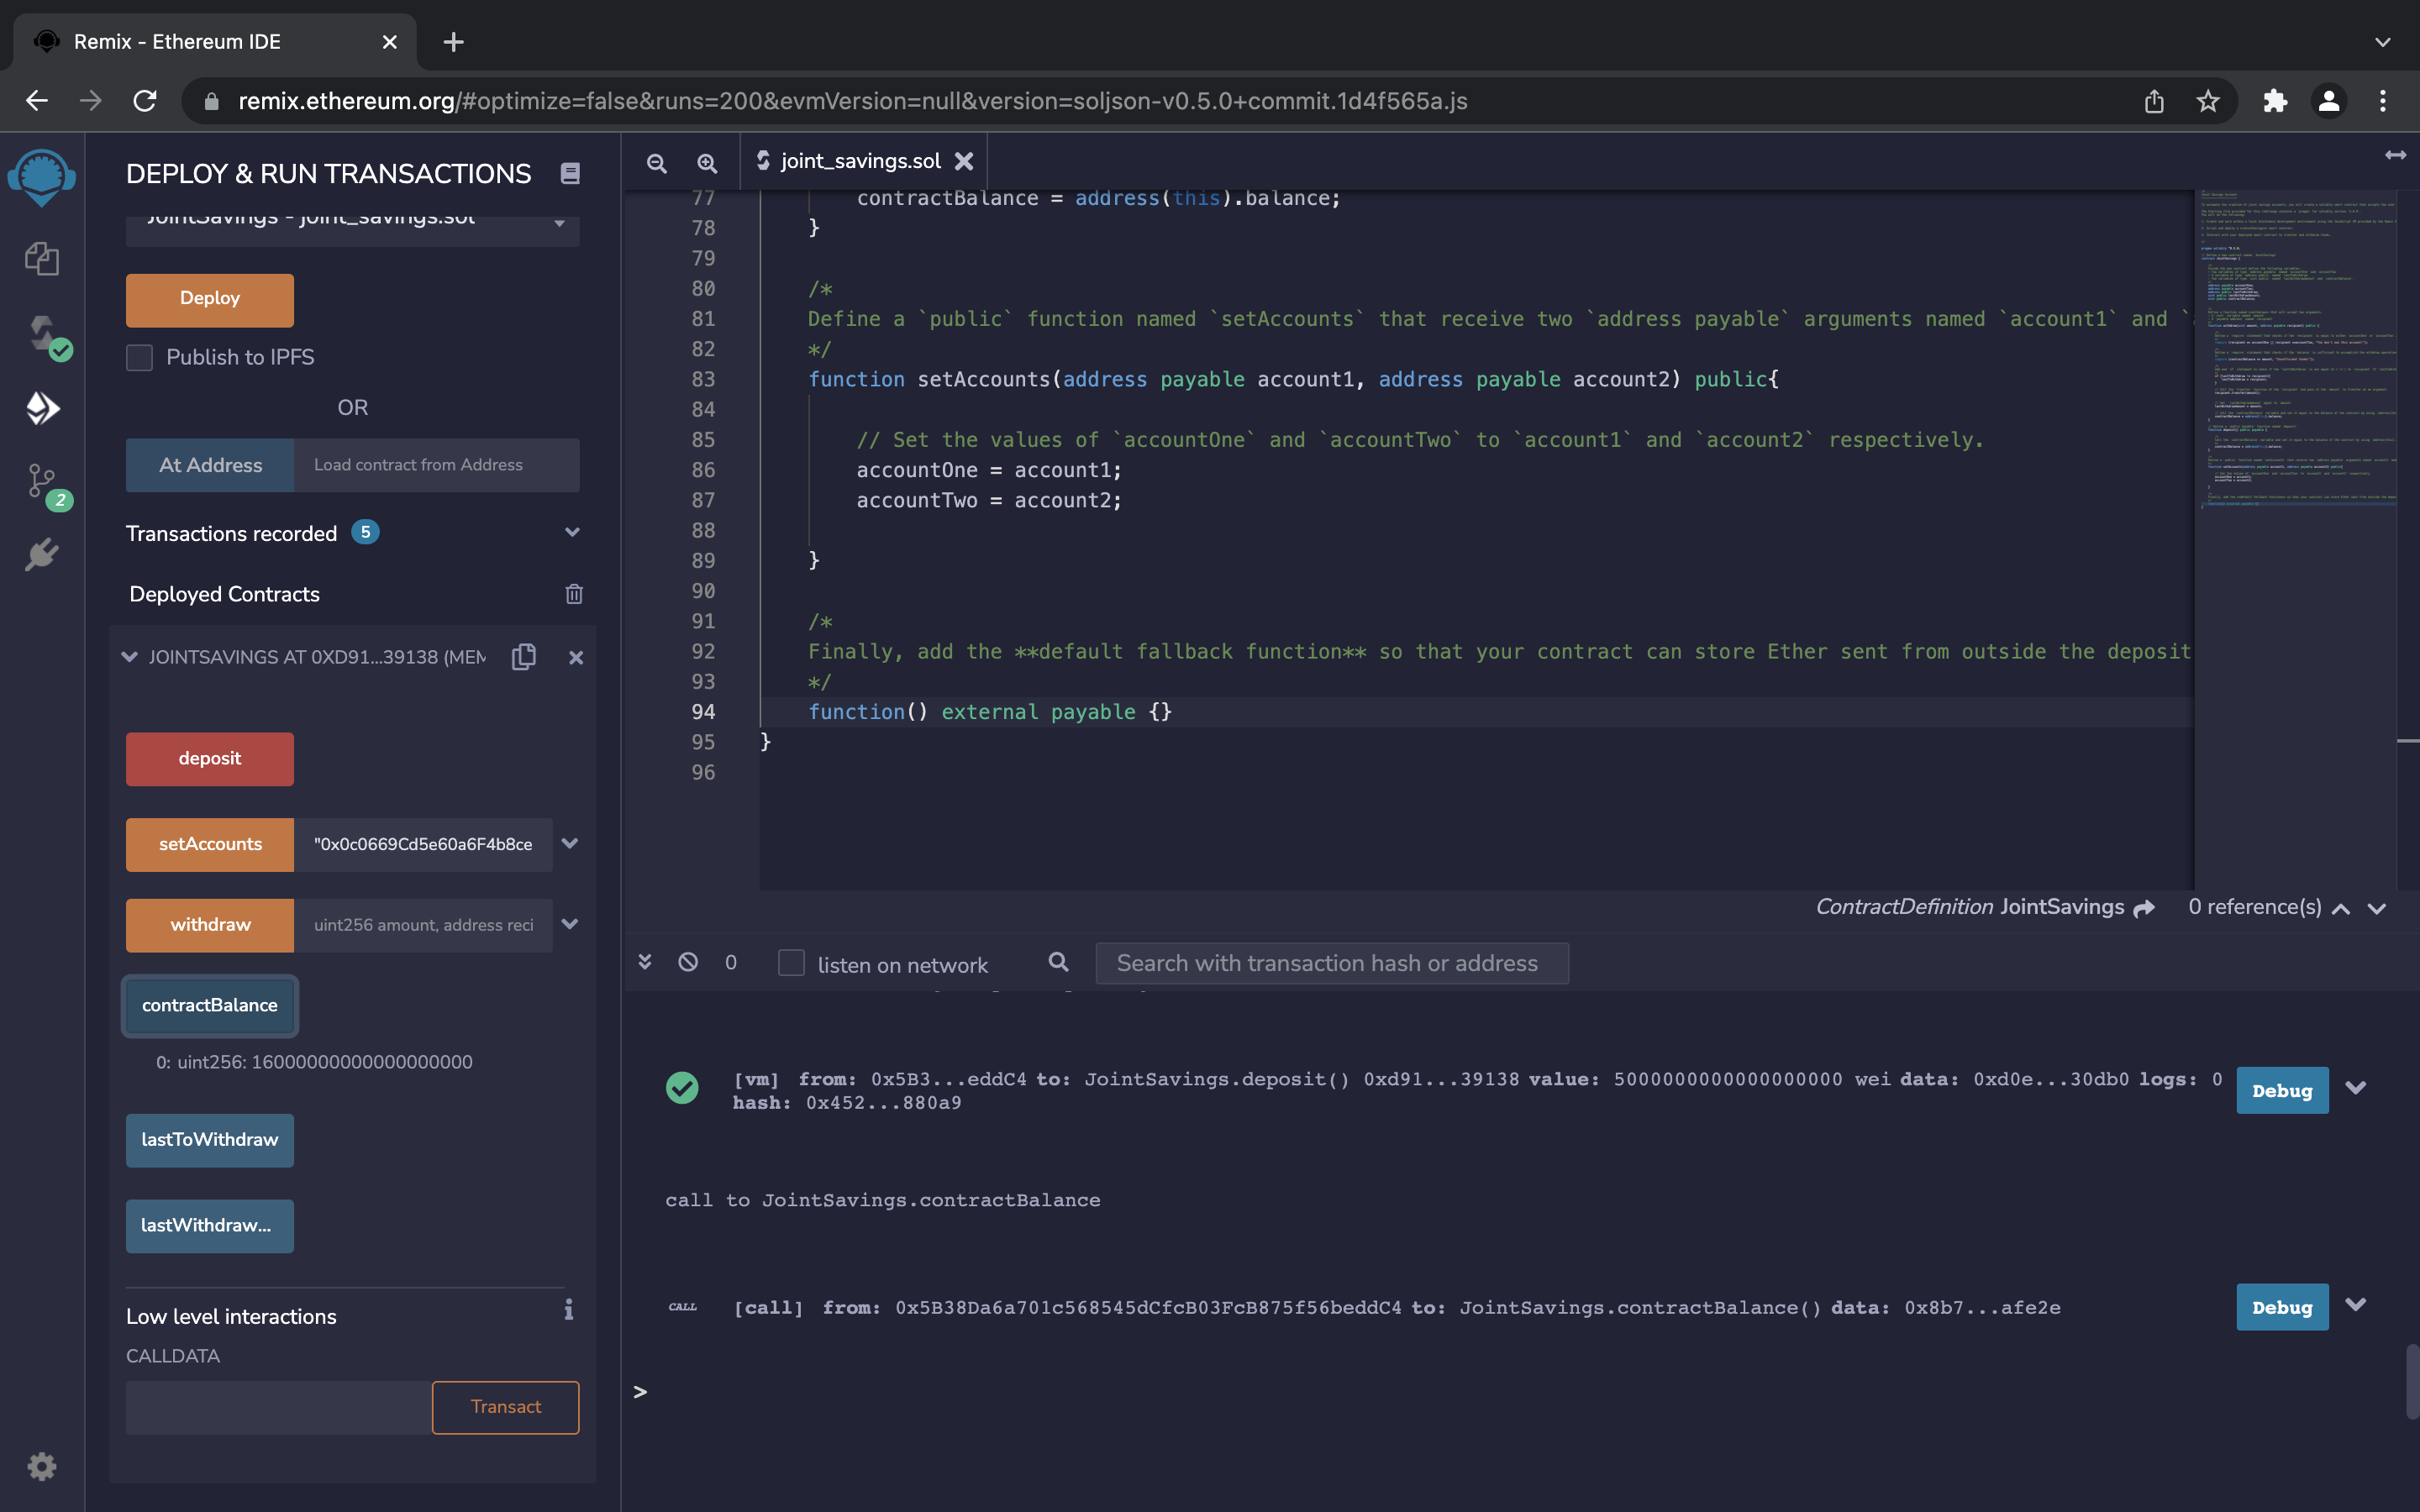 Remix - Ethereum IDE
remix.ethereum.org/#optimize=false&runs=200&evmVersion=null&version=soljson-v0.5.0+commit.1d4f565a.js
DEPLOY & RUN TRANSACTIONS
JointSavings - joint_savings.sol
Deploy
Publish to IPFS
OR
At Address
Load contract from Address
2
Transactions recorded 5
Deployed Contracts
JOINTSAVINGS AT 0XD91...39138 (MEM
deposit
setAccounts
"0x0c0669Cd5e60a6F4b8ce
withdraw
uint256 amount, address reci
contractBalance
0: uint256: 16000000000000000000
lastToWithdraw
lastWithdraw...
Low level interactions
i
CALLDATA
Transact
joint_savings.sol
77 contractBalance = address(this).balance;
78 }
79
80 /*
81 Define a `public` function named `setAccounts` that receive two `address payable` arguments named `account1` and `
82 */
83 function setAccounts(address payable account1, address payable account2) public{
84
85 // Set the values of `accountOne` and `accountTwo` to `account1` and `account2` respectively.
86 accountOne = account1;
87 accountTwo = account2;
88
89 }
90
91 /*
92 Finally, add the **default fallback function** so that your contract can store Ether sent from outside the deposit
93 */
94 function() external payable {}
95 }
96
ContractDefinition JointSavings 0 reference(s)
0 listen on network Search with transaction hash or address
[vm] from: 0x5B3...eddC4 to: JointSavings.deposit() 0xd91...39138 value: 5000000000000000000 wei data: 0xd0e...30db0 logs: 0
hash: 0x452...880a9
Debug
call to JointSavings.contractBalance
CALL [call] from: 0x5B38Da6a701c568545dCfcB03FcB875f56beddC4 to: JointSavings.contractBalance() data: 0x8b7...afe2e
Debug
>